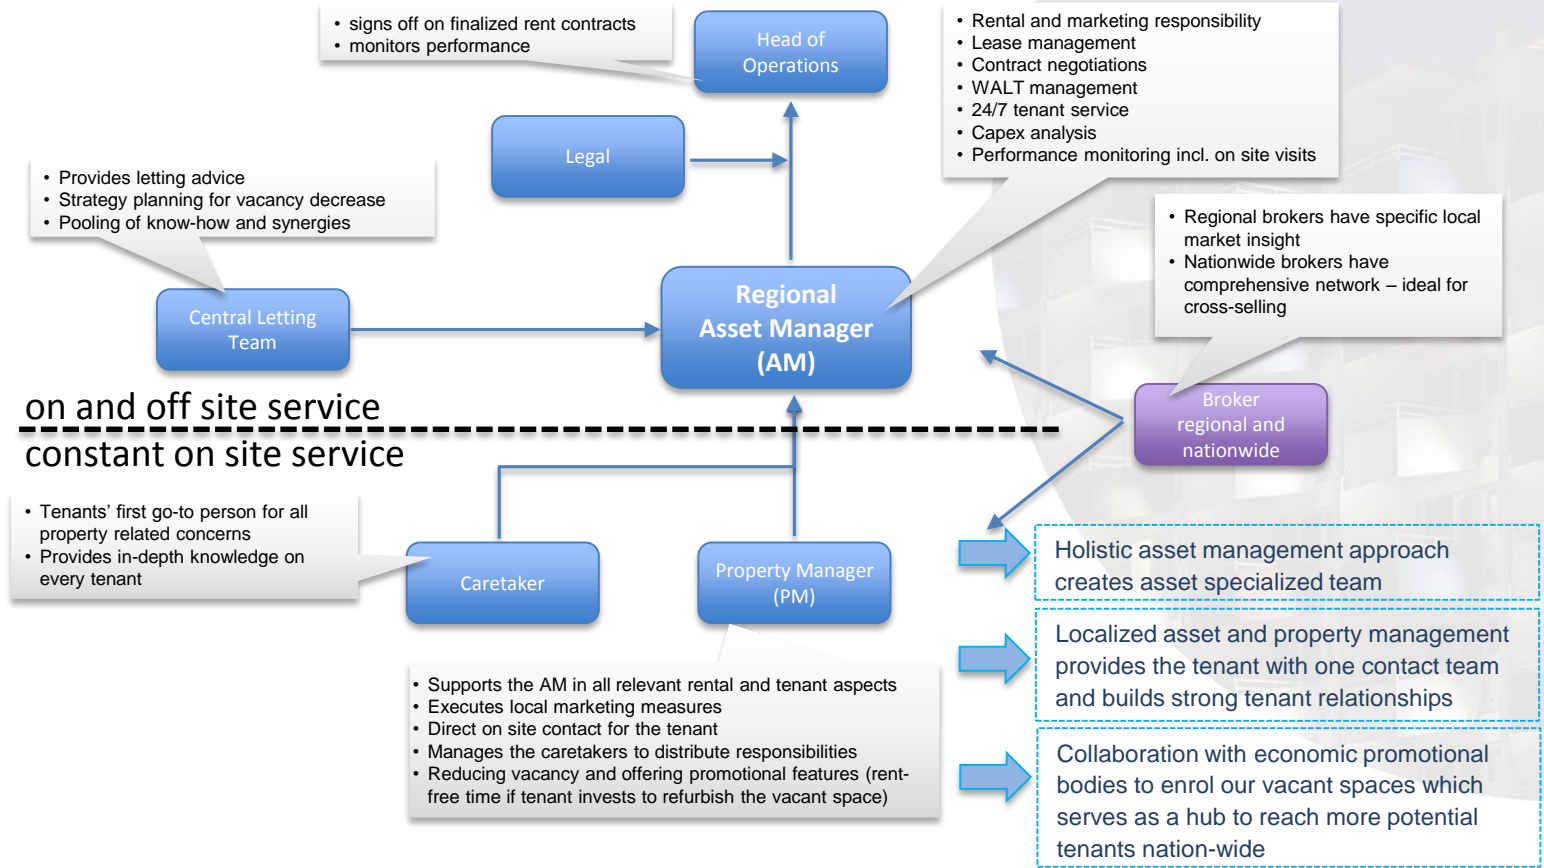 • signs off on finalized rent contracts
• monitors performance
Head of
Operations
• Rental and marketing responsibility
• Lease management
• Contract negotiations
• WALT management
• 24/7 tenant service
• Capex analysis
• Performance monitoring incl. on site visits
Legal
• Provides letting advice
• Strategy planning for vacancy decrease
• Pooling of know-how and synergies
• Regional brokers have specific local
market insight
• Nationwide brokers have
comprehensive network – ideal for
cross-selling
Central Letting
Team
Regional
Asset Manager
(AM)
Broker
regional and
nationwide
on and off site service
constant on site service
• Tenants’ first go-to person for all
property related concerns
• Provides in-depth knowledge on
every tenant
Caretaker
Property Manager
(PM)
• Supports the AM in all relevant rental and tenant aspects
• Executes local marketing measures
• Direct on site contact for the tenant
• Manages the caretakers to distribute responsibilities
• Reducing vacancy and offering promotional features (rent-
free time if tenant invests to refurbish the vacant space)
Holistic asset management approach
creates asset specialized team
Localized asset and property management
provides the tenant with one contact team
and builds strong tenant relationships
Collaboration with economic promotional
bodies to enrol our vacant spaces which
serves as a hub to reach more potential
tenants nation-wide